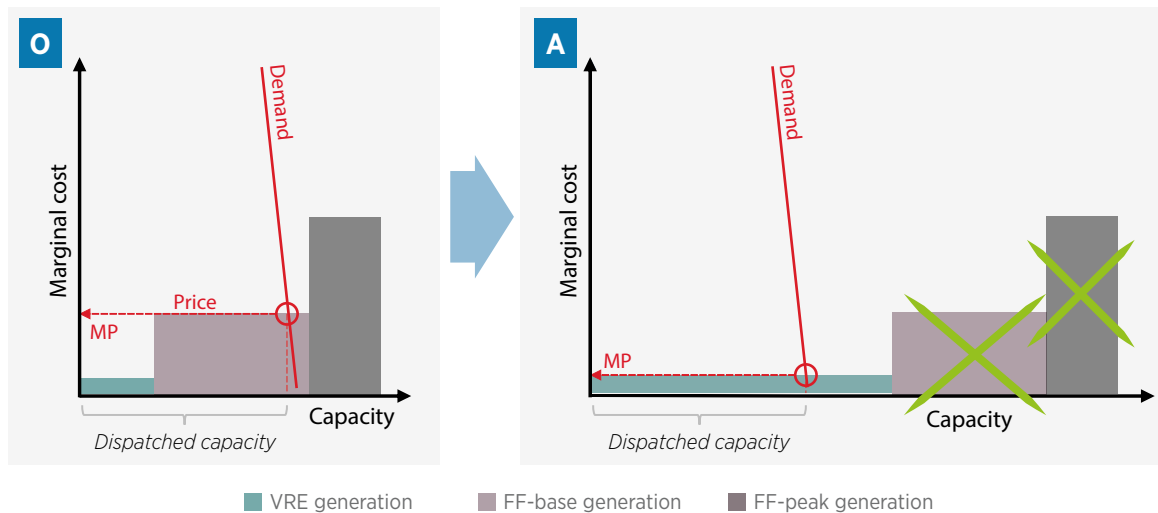 O
Marginal cost
Demand
Price
MP
Capacity
Dispatched capacity
A
Marginal cost
Demand
MP
Capacity
Dispatched capacity
VRE generation
FF-base generation
FF-peak generation